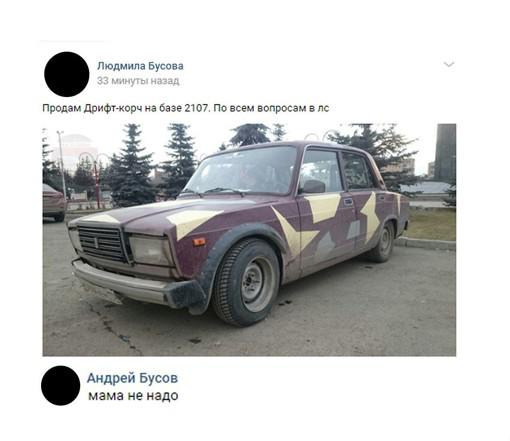 Людмила Бусова
33 минуты назад
Продам Дрифт-корч на базе 2107. По всем вопросам в лс
Андрей Бусов
мама не надо